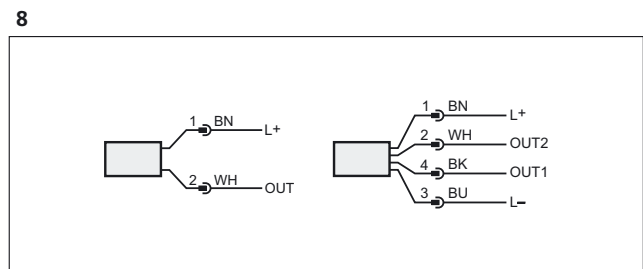 8
1 BN L+
2 WH OUT
1 BN L+
2 WH OUT2
4 BK OUT1
3 BU L–